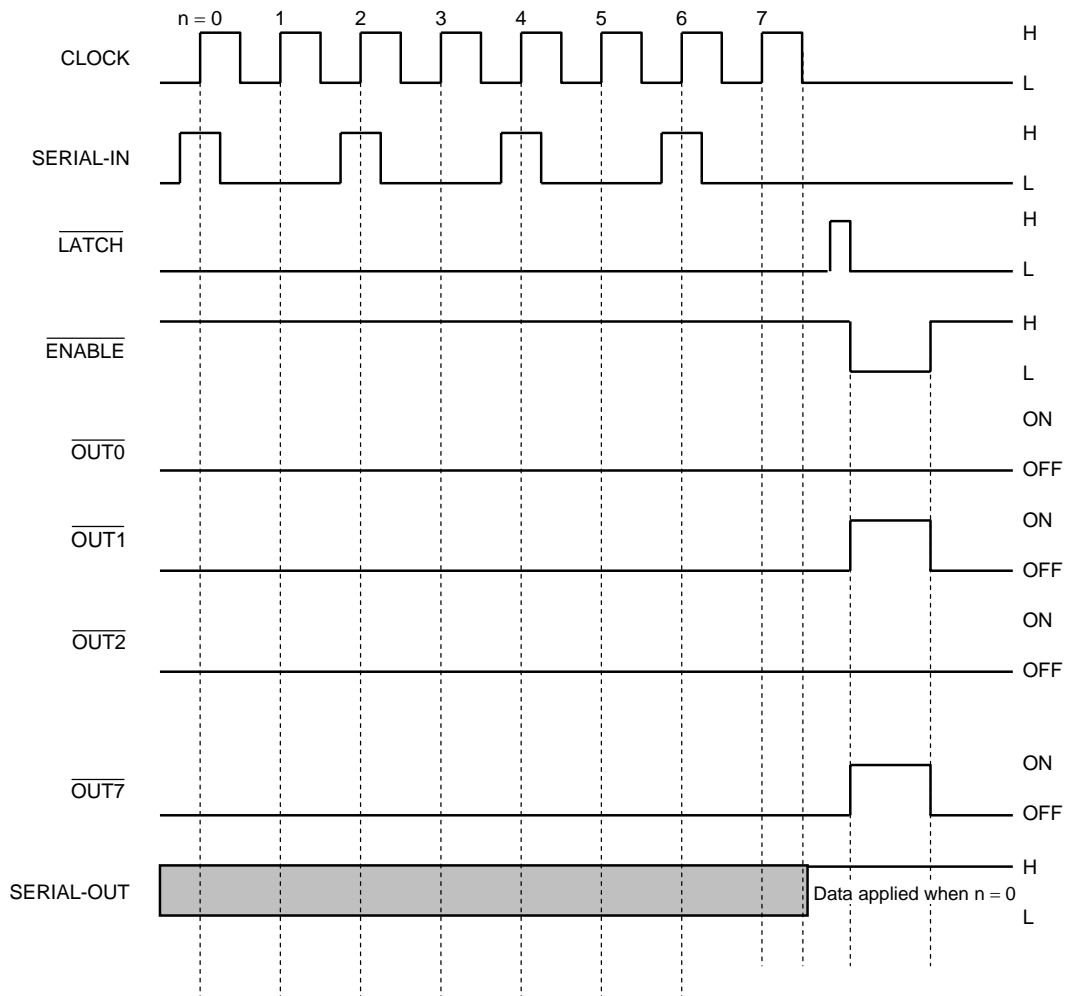 n = 0 1 2 3 4 5 6 7
CLOCK
H
L
SERIAL-IN
H
L
LATCH
H
L
ENABLE
H
L
OUT0
ON
OFF
OUT1
ON
OFF
OUT2
ON
OFF
OUT7
ON
OFF
SERIAL-OUT
H
Data applied when n = 0
L